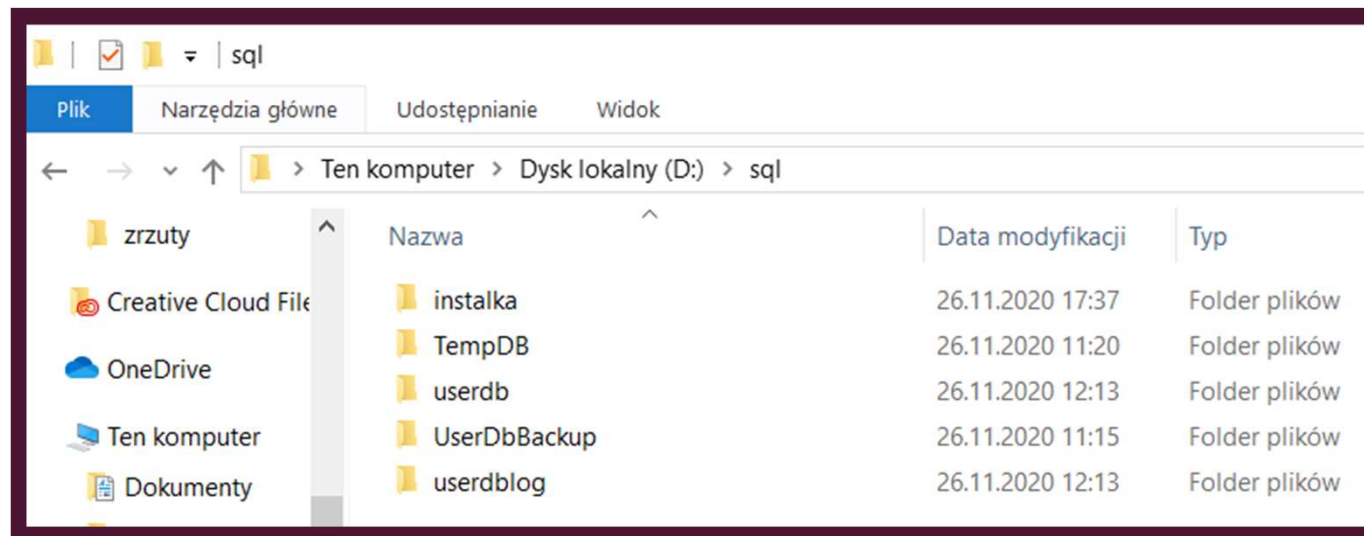 sql
Plik Narzędzia główne Udostępnianie Widok
Ten komputer > Dysk lokalny (D:) > sql
zrzuty
Creative Cloud File
OneDrive
Ten komputer
Dokumenty
Nazwa Data modyfikacji Typ
instalka 26.11.2020 17:37 Folder plików
TempDB 26.11.2020 11:20 Folder plików
userdb 26.11.2020 12:13 Folder plików
UserDbBackup 26.11.2020 11:15 Folder plików
userdblog 26.11.2020 12:13 Folder plików